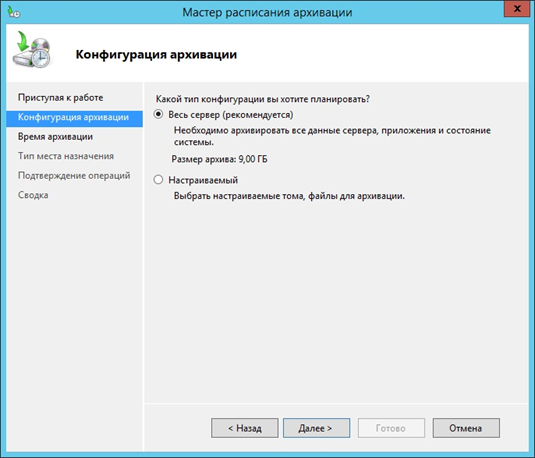 Мастер расписания архивации
x
Конфигурация архивации
Приступая к работе
Конфигурация архивации
Время архивации
Тип места назначения
Подтверждение операций
Сводка
Какой тип конфигурации вы хотите планировать?
Весь сервер (рекомендуется)
Необходимо архивировать все данные сервера, приложения и состояние
системы.
Размер архива: 9,00 ГБ
Настраиваемый
Выбрать настраиваемые тома, файлы для архивации.
< Назад
Далее >
Готово
Отмена